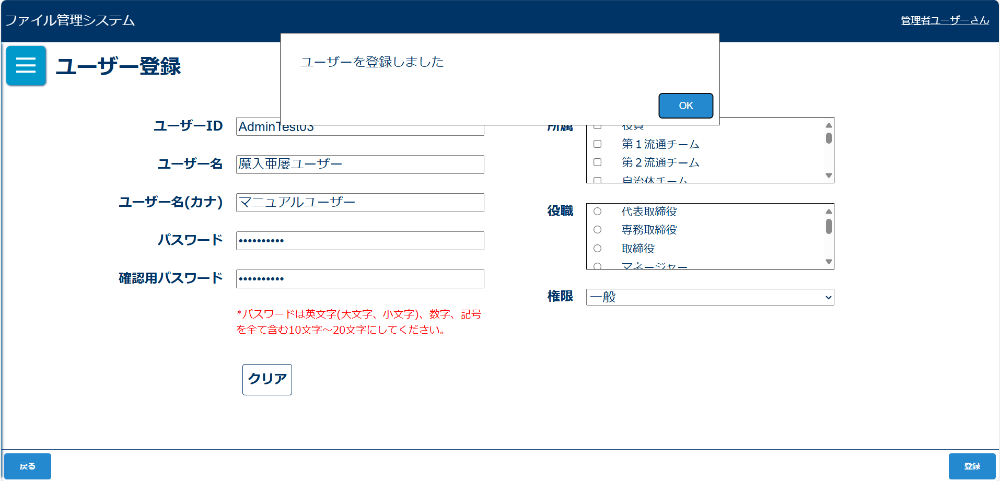 ファイル管理システム
管理者ユーザーさん
ユーザー登録
ユーザーを登録しました
OK
ユーザーID
AdminTest03
ユーザー名
魔入亜屡ユーザー
ユーザー名(カナ)
マニュアルユーザー
パスワード
••••••••••
確認用パスワード
••••••••••
*パスワードは英文字(大文字、小文字)、数字、記号
を全て含む10文字～20文字にしてください。
クリア
所属
役員
第１流通チーム
第２流通チーム
自治体チーム
役職
代表取締役
専務取締役
取締役
マネージャー
権限
一般
戻る
登録